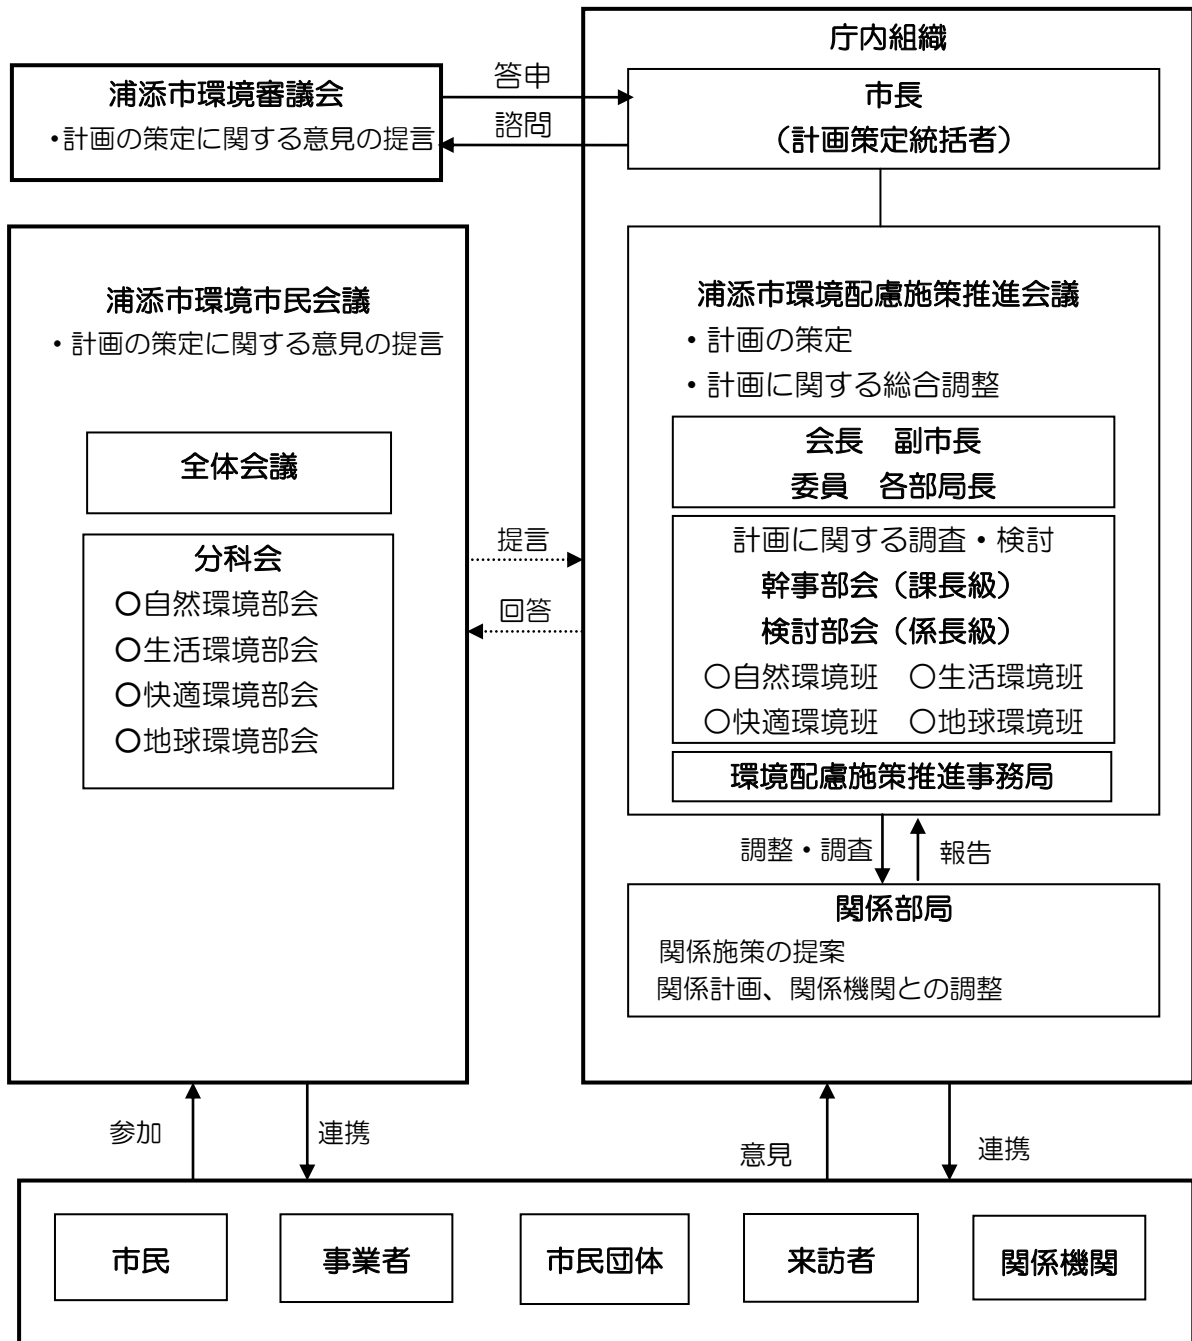 庁内組織
浦添市環境審議会
・計画の策定に関する意見の提言
答申
諮問
市長
(計画策定統括者)
浦添市環境市民会議
・計画の策定に関する意見の提言
全体会議
分科会
〇自然環境部会
〇生活環境部会
〇快適環境部会
〇地球環境部会
提言
回答
浦添市環境配慮施策推進会議
・計画の策定
・計画に関する総合調整
会長 副市長
委員 各部局長
計画に関する調査・検討
幹事部会(課長級)
検討部会(係長級)
〇自然環境班 〇生活環境班
〇快適環境班 〇地球環境班
環境配慮施策推進事務局
調整・調査
報告
関係部局
関係施策の提案
関係計画、関係機関との調整
参加
連携
意見
連携
市民
事業者
市民団体
来訪者
関係機関